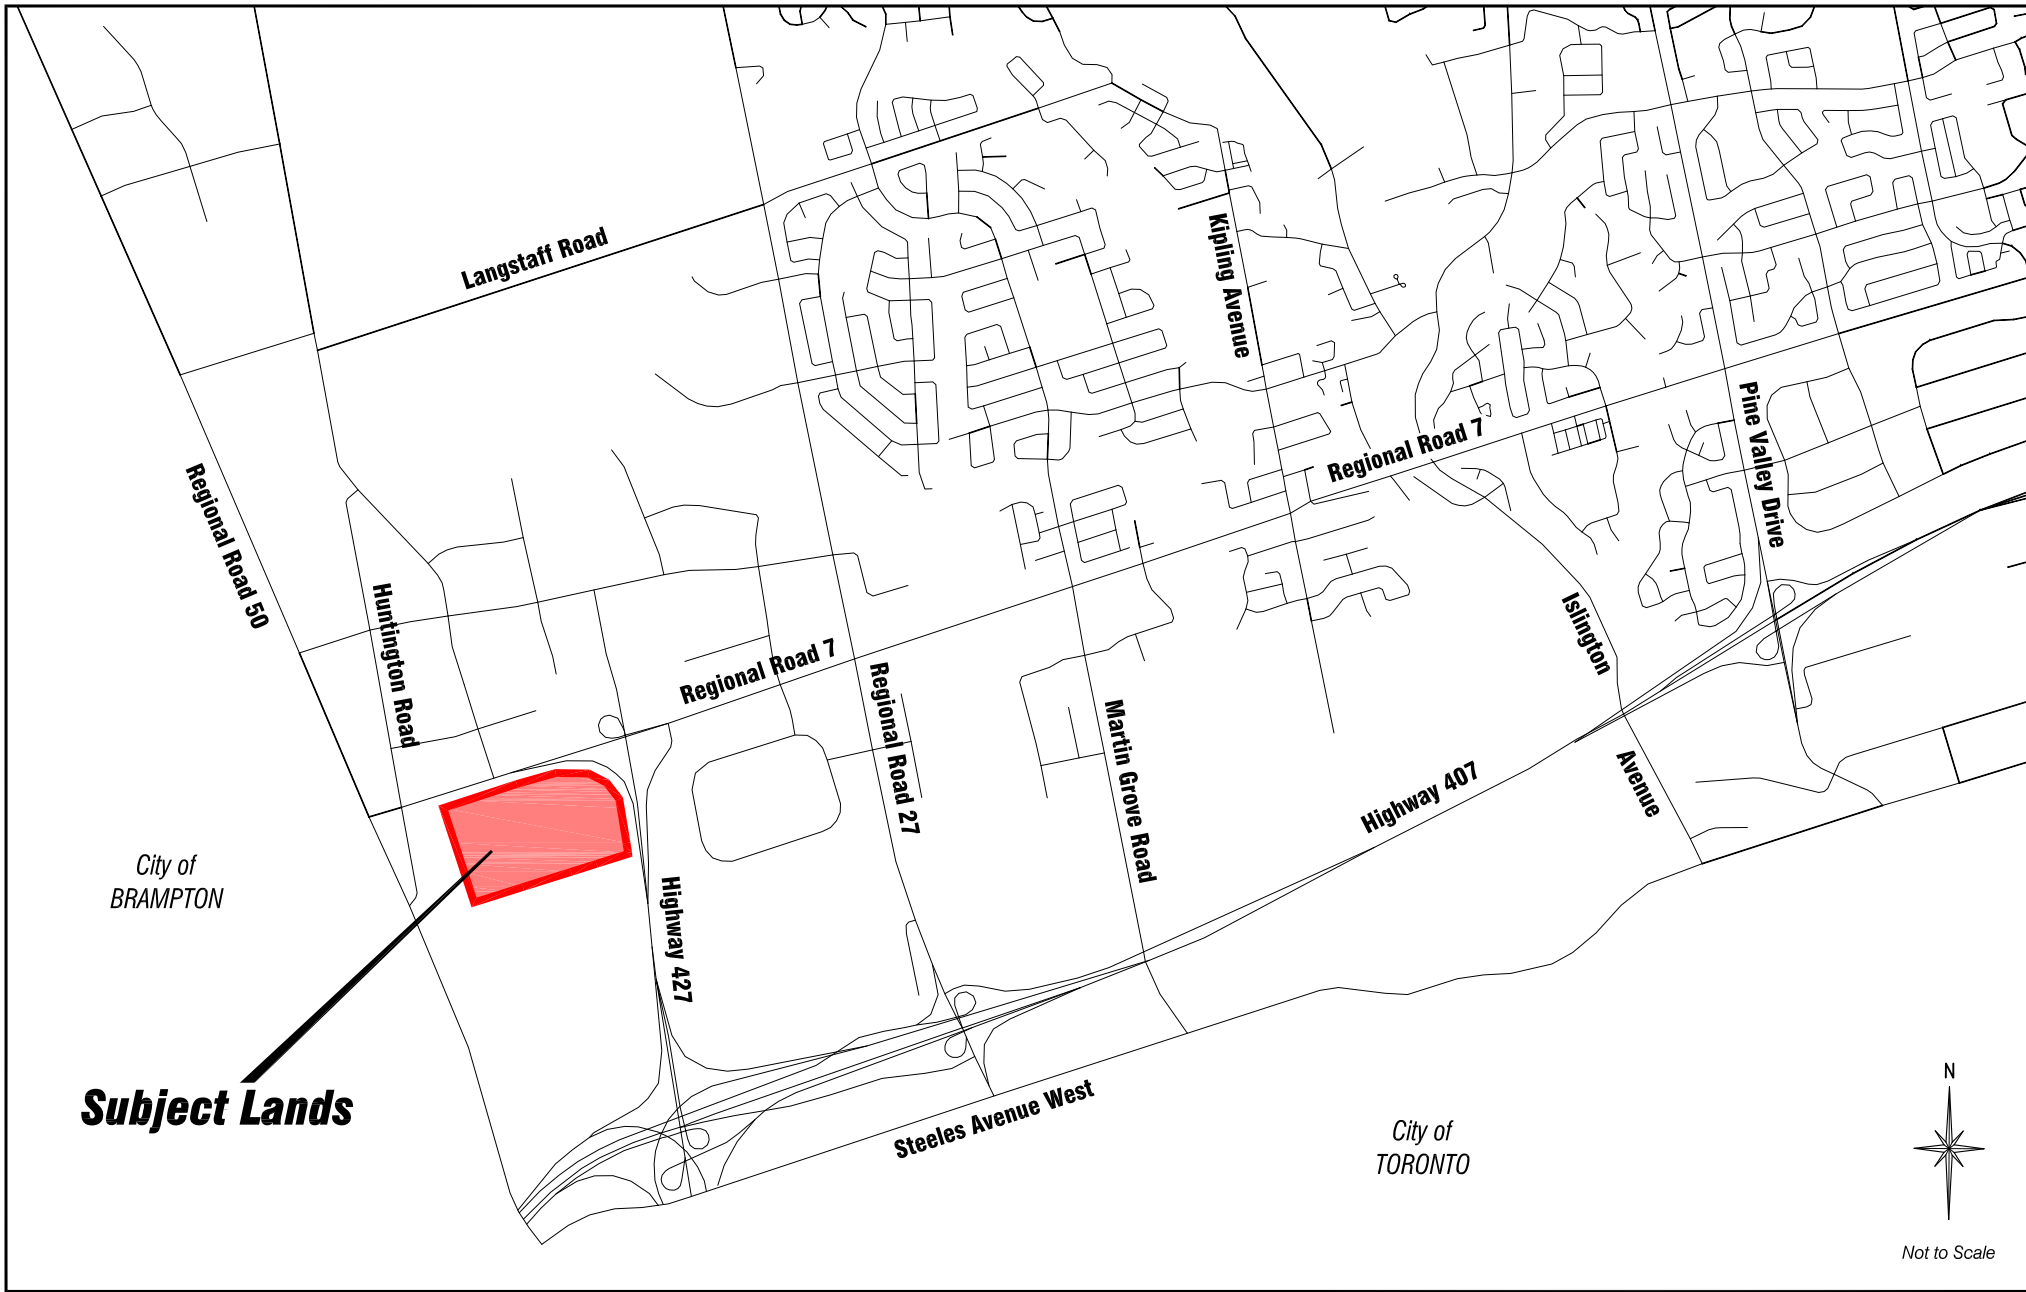 Langstaff Road
Kipling Avenue
Regional Road 7
Pine Valley Drive
Regional Road 50
Huntington Road
Islington
Regional Road 7
Regional Road 27
Martin Grove Road
Avenue
Highway 407
City of
BRAMPTON
Highway 427
Subject Lands
Steeles Avenue West
City of
TORONTO
N
Not to Scale